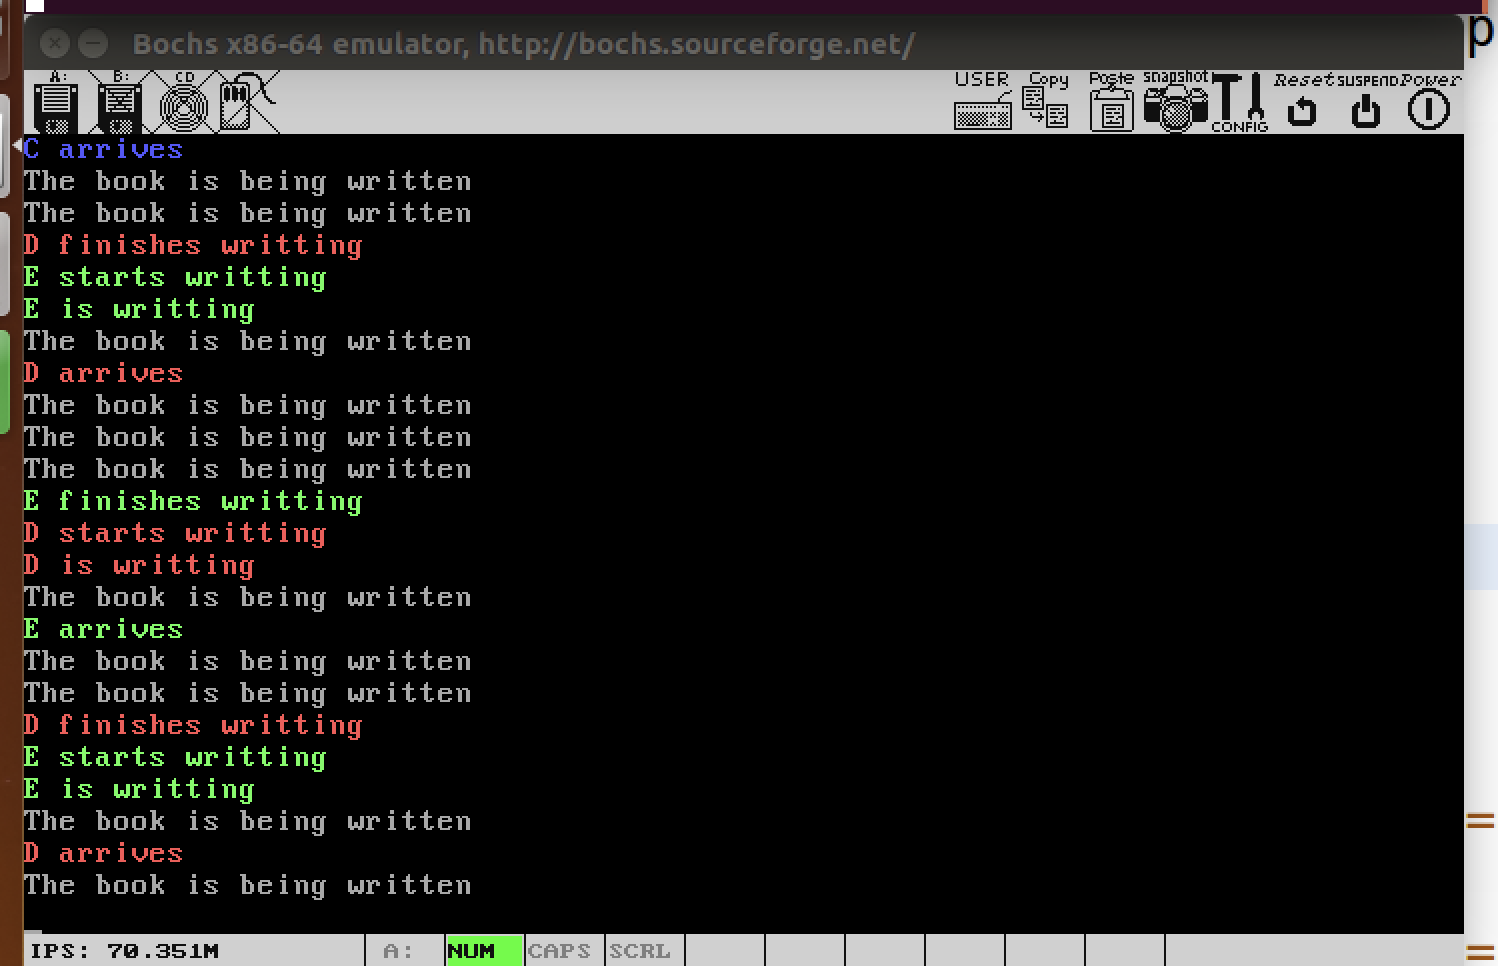 p
Bochs x86-64 emulator, http://bochs.sourceforge.net/
A: B: CD USER Copy Paste snapshot CONFIG Reset SUSPEND Power
C arrives
The book is being written
The book is being written
D finishes writting
E starts writting
E is writting
The book is being written
D arrives
The book is being written
The book is being written
The book is being written
E finishes writting
D starts writting
D is writting
The book is being written
E arrives
The book is being written
The book is being written
D finishes writting
E starts writting
E is writting
The book is being written
D arrives
The book is being written
IPS: 70.351M A: NUM CAPS SCRL